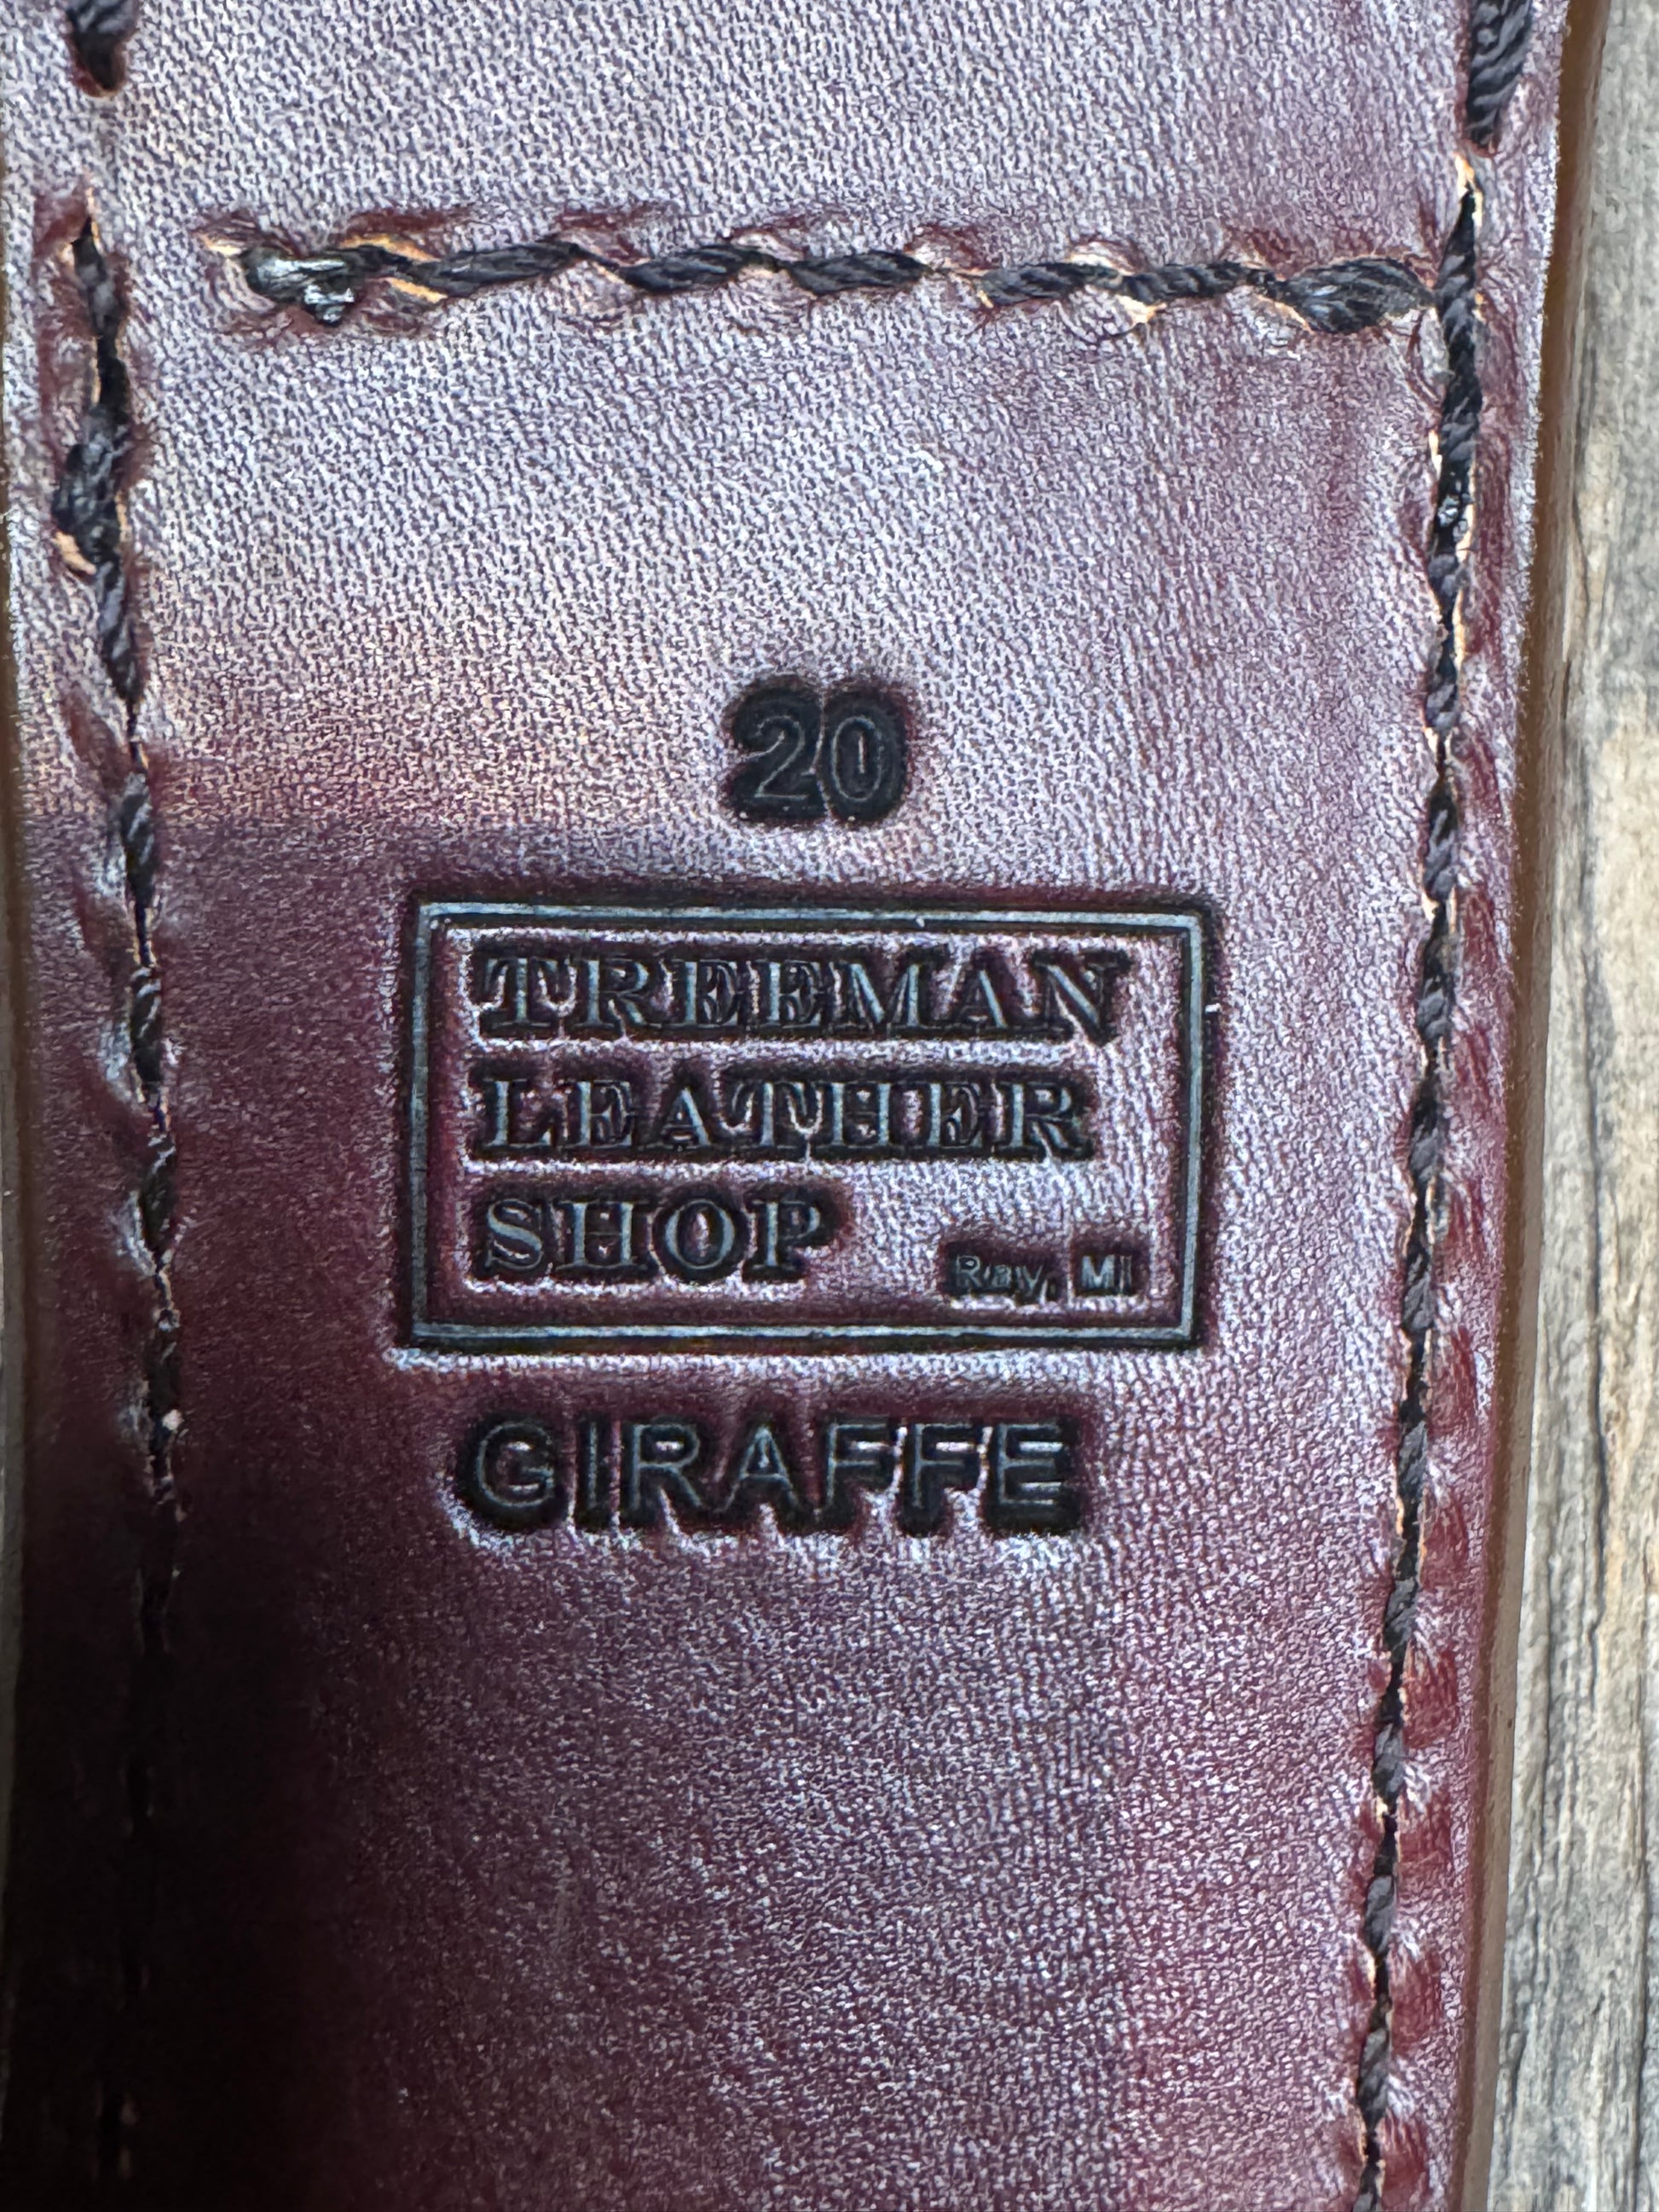 20
TREEMAN
LEATHER
SHOP
Ray, MI
GIRAFFE